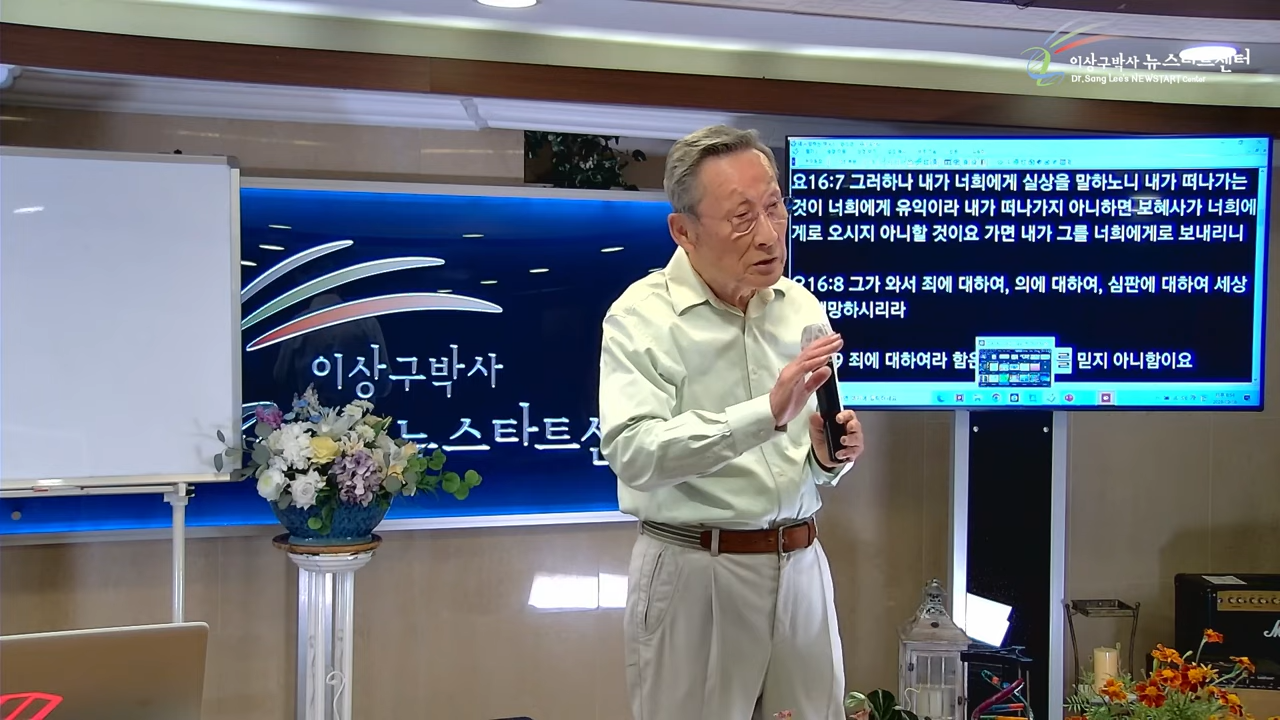 이상구박사 뉴스타트센터
Dr. Sang Lee's NEWSTART Center
요16:7 그러하나 내가 너희에게 실상을 말하노니 내가 떠나가는
것이 너희에게 유익이라 내가 떠나가지 아니하면 보혜사가 너희에
게로 오시지 아니할 것이요 가면 내가 그를 너희에게로 보내리니
요16:8 그가 와서 죄에 대하여, 의에 대하여, 심판에 대하여 세상
망하시리라
9 죄에 대하여라 함은 를 믿지 아니함이요
이상구박사
뉴스타트센